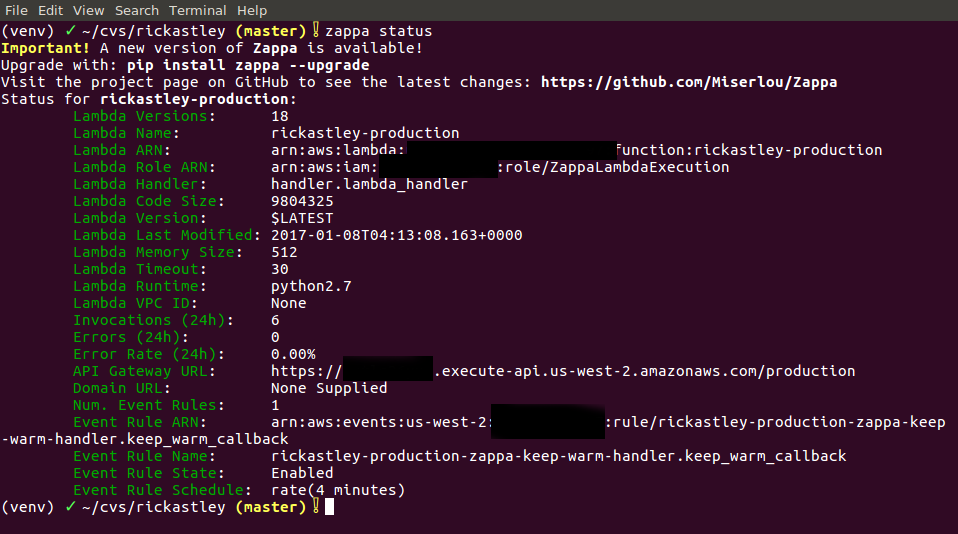 File Edit View Search Terminal Help
(venv) ✓ ~/cvs/rickastley (master) ! zappa status
Important! A new version of Zappa is available!
Upgrade with: pip install zappa --upgrade
Visit the project page on GitHub to see the latest changes: https://github.com/Miserlou/Zappa
Status for rickastley-production:
Lambda Versions: 18
Lambda Name: rickastley-production
Lambda ARN: arn:aws:lambda: function:rickastley-production
Lambda Role ARN: arn:aws:iam: :role/ZappaLambdaExecution
Lambda Handler: handler.lambda_handler
Lambda Code Size: 9804325
Lambda Version: $LATEST
Lambda Last Modified: 2017-01-08T04:13:08.163+0000
Lambda Memory Size: 512
Lambda Timeout: 30
Lambda Runtime: python2.7
Lambda VPC ID: None
Invocations (24h): 6
Errors (24h): 0
Error Rate (24h): 0.00%
API Gateway URL: https:// .execute-api.us-west-2.amazonaws.com/production
Domain URL: None Supplied
Num. Event Rules: 1
Event Rule ARN: arn:aws:events:us-west-2: :rule/rickastley-production-zappa-keep
-warm-handler.keep_warm_callback
Event Rule Name: rickastley-production-zappa-keep-warm-handler.keep_warm_callback
Event Rule State: Enabled
Event Rule Schedule: rate(4 minutes)
(venv) ✓ ~/cvs/rickastley (master) !